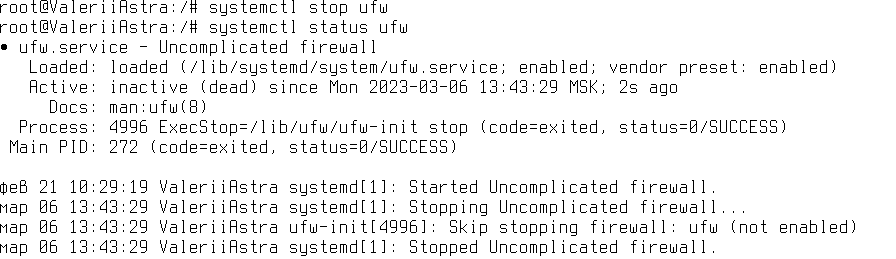 root@ValeriiAstra:/# systemctl stop ufw
root@ValeriiAstra:/# systemctl status ufw
● ufw.service - Uncomplicated firewall
   Loaded: loaded (/lib/systemd/system/ufw.service; enabled; vendor preset: enabled)
   Active: inactive (dead) since Mon 2023-03-06 13:43:29 MSK; 2s ago
     Docs: man:ufw(8)
  Process: 4996 ExecStop=/lib/ufw/ufw-init stop (code=exited, status=0/SUCCESS)
 Main PID: 272 (code=exited, status=0/SUCCESS)

фев 21 10:29:19 ValeriiAstra systemd[1]: Started Uncomplicated firewall.
мар 06 13:43:29 ValeriiAstra systemd[1]: Stopping Uncomplicated firewall...
мар 06 13:43:29 ValeriiAstra ufw-init[4996]: Skip stopping firewall: ufw (not enabled)
мар 06 13:43:29 ValeriiAstra systemd[1]: Stopped Uncomplicated firewall.